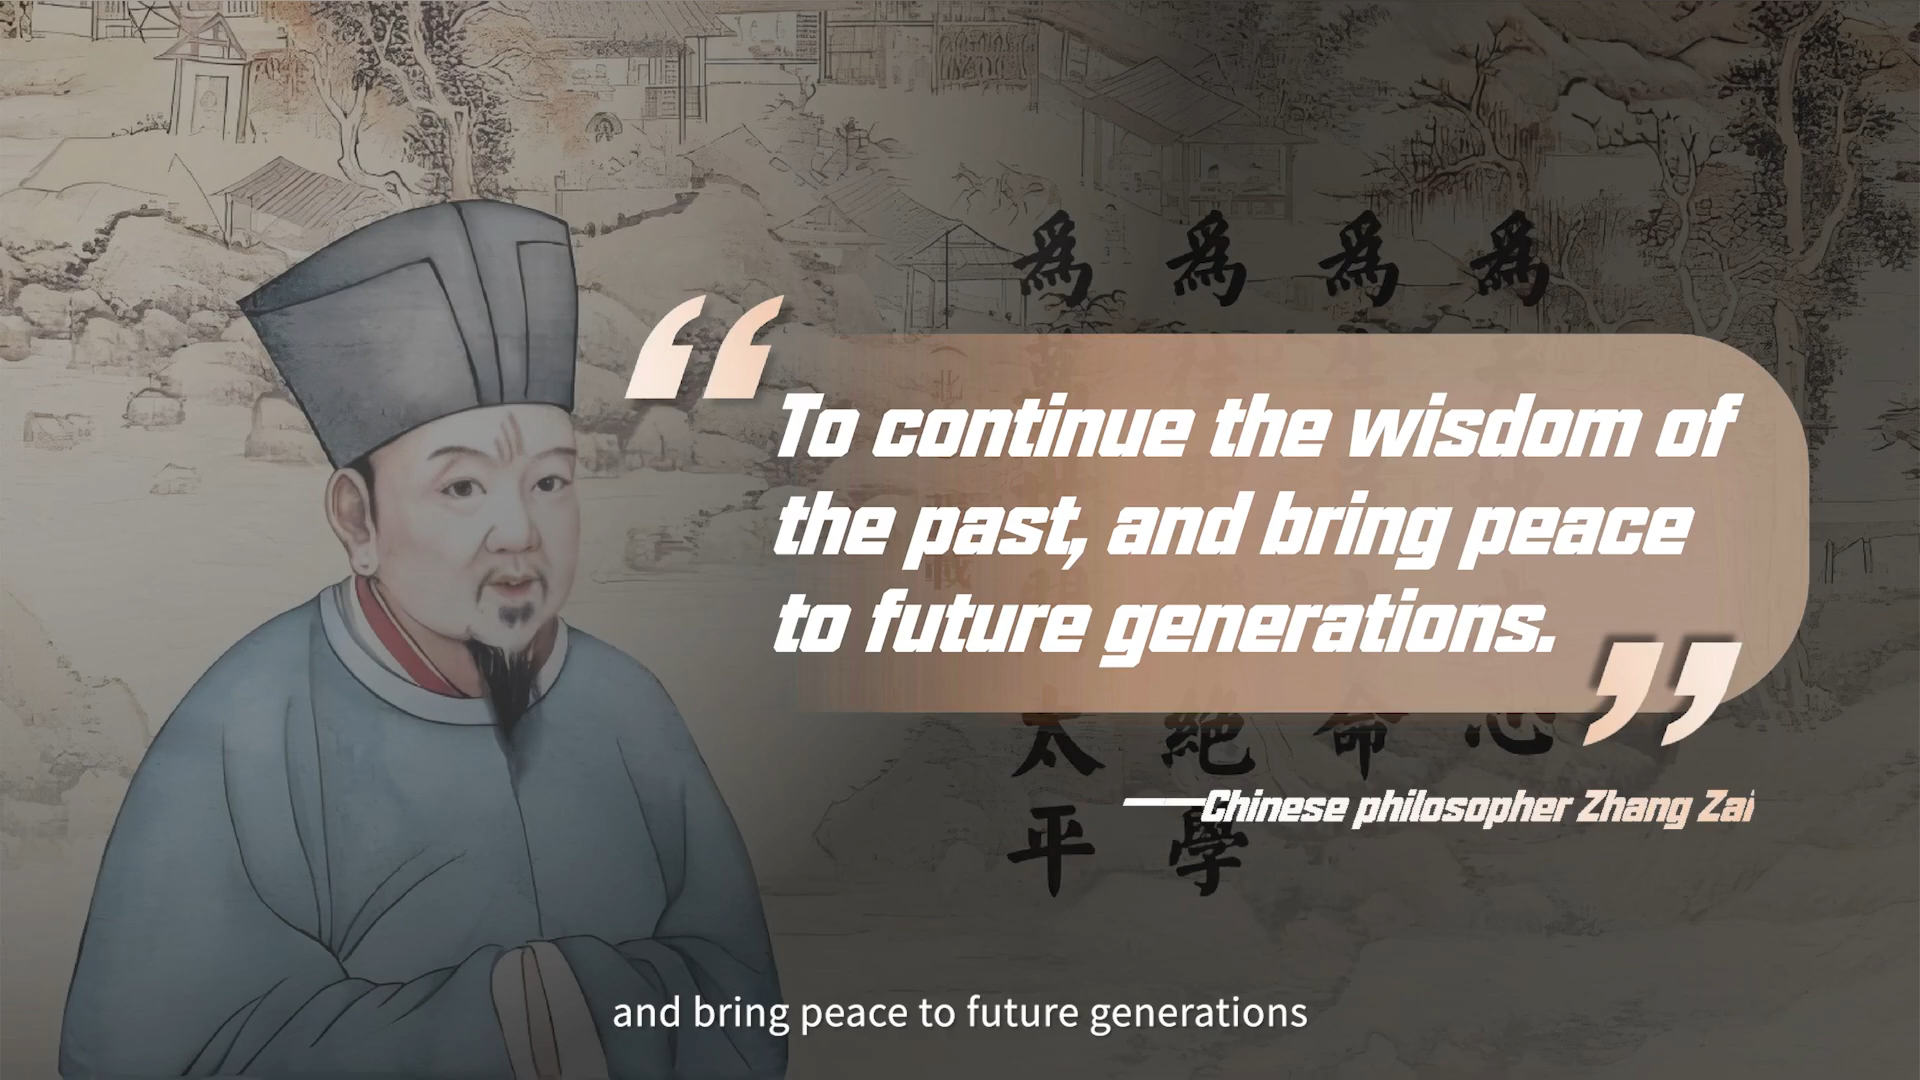 為 為 為 為
“To continue the wisdom of
the past, and bring peace
to future generations.”
太 絕 命 心
平 學
——Chinese philosopher Zhang Zai
and bring peace to future generations